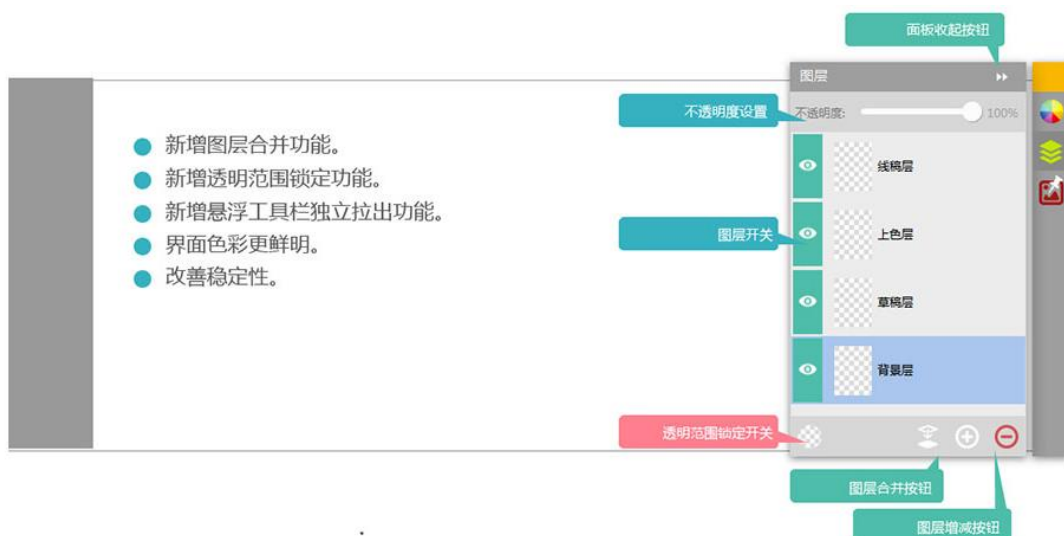 面板收起按钮
图层
不透明度设置
不透明度:
100%
新增图层合并功能。
新增透明范围锁定功能。
新增悬浮工具栏独立拉出功能。
界面色彩更鲜明。
改善稳定性。
线稿层
图层开关
上色层
草稿层
背景层
透明范围锁定开关
图层合并按钮
图层增减按钮